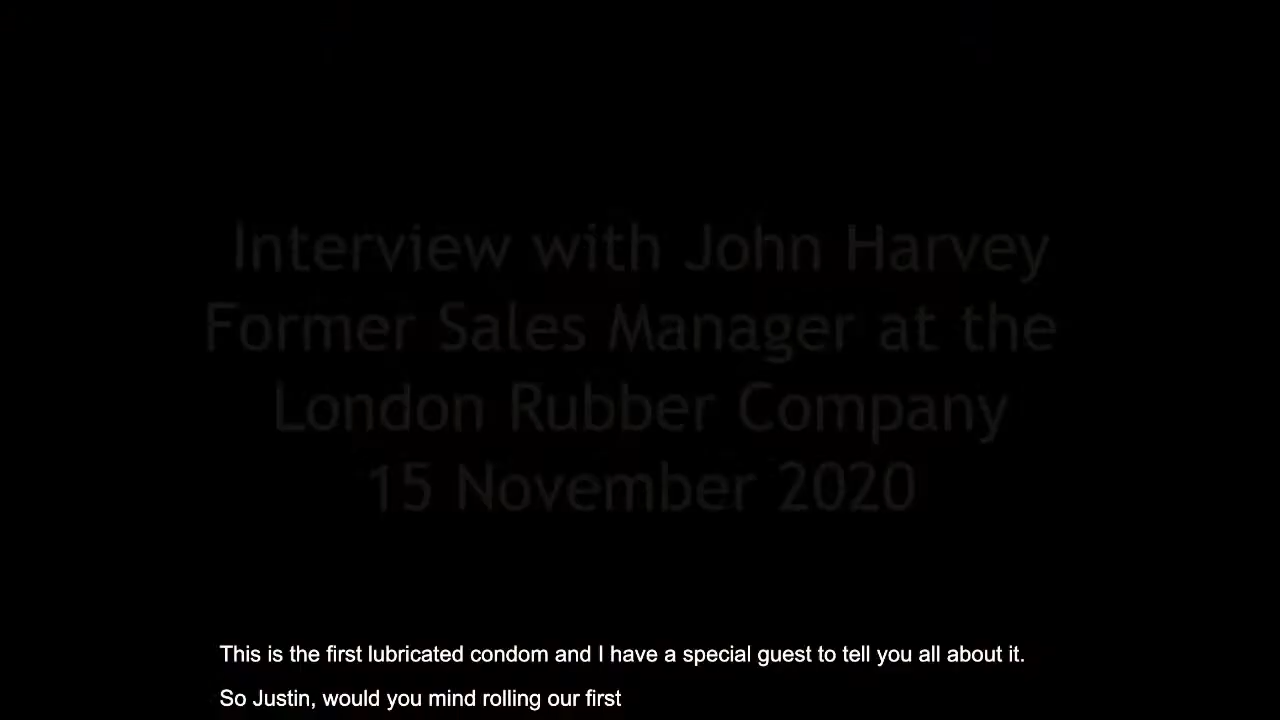 Interview with John Harvey
Former Sales Manager at the
London Rubber Company
15 November 2020
This is the first lubricated condom and I have a special guest to tell you all about it.
So Justin, would you mind rolling our first